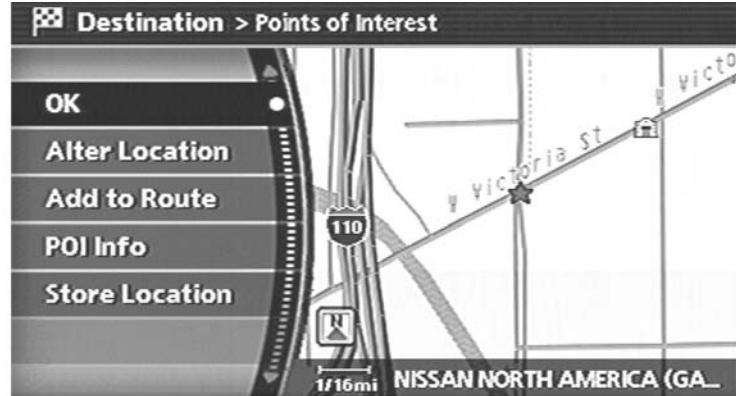 Destination > Points of Interest
OK
Alter Location
Add to Route
POI Info
Store Location
W Victo
W Victoria St
110
N
1/16mi
NISSAN NORTH AMERICA (GA...